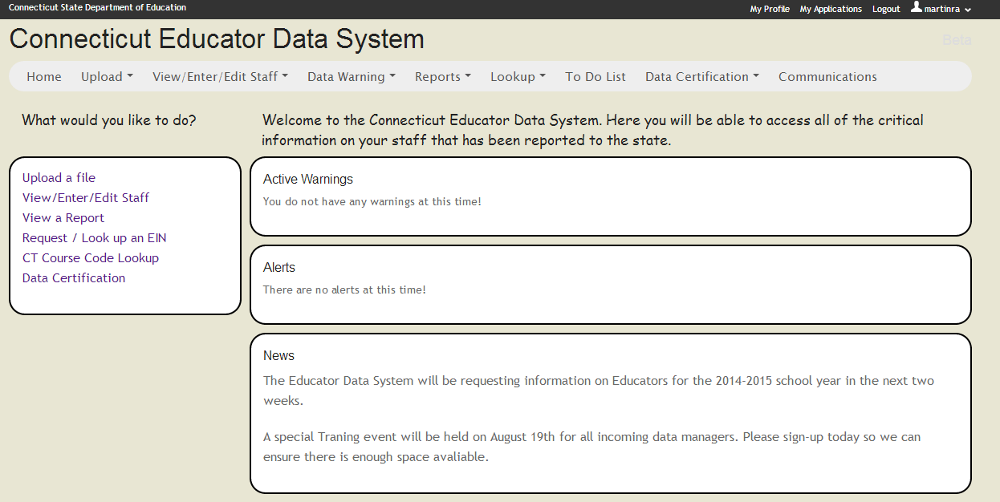 Connecticut State Department of Education
My Profile My Applications Logout martinra
Connecticut Educator Data System
Beta
Home Upload View/Enter/Edit Staff Data Warning Reports Lookup To Do List Data Certification Communications
What would you like to do?
Welcome to the Connecticut Educator Data System. Here you will be able to access all of the critical
information on your staff that has been reported to the state.
Upload a file
View/Enter/Edit Staff
View a Report
Request / Look up an EIN
CT Course Code Lookup
Data Certification
Active Warnings
You do not have any warnings at this time!
Alerts
There are no alerts at this time!
News
The Educator Data System will be requesting information on Educators for the 2014-2015 school year in the next two
weeks.
A special Traning event will be held on August 19th for all incoming data managers. Please sign-up today so we can
ensure there is enough space avaliable.